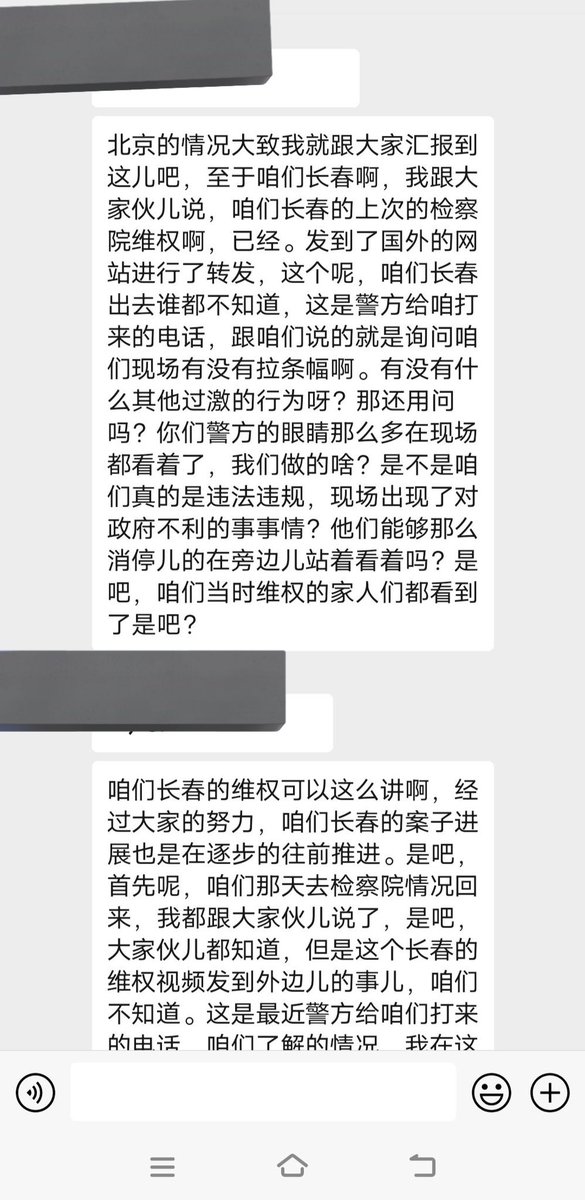 北京的情况大致我就跟大家汇报到
这儿吧，至于咱们长春啊，我跟大
家伙儿说，咱们长春的上次的检察
院维权啊，已经。发到了国外的网
站进行了转发，这个呢，咱们长春
出去谁都不知道，这是警方给咱打
来的电话，跟咱们说的就是询问咱
们现场有没有拉条幅啊。有没有什
么其他过激的行为呀？那还用问
吗？你们警方的眼睛那么多在现场
都看着了，我们做的啥？是不是咱
们真的是违法违规，现场出现了对
政府不利的事事情？他们能够那么
消停儿的在旁边儿站着看着吗？是
吧，咱们当时维权的家人们都看到
了是吧？
咱们长春的维权可以这么讲啊，经
过大家的努力，咱们长春的案子进
展也是在逐步的往前推进。是吧，
首先呢，咱们那天去检察院情况回
来，我都跟大家伙儿说了，是吧，
大家伙儿都知道，但是这个长春的
维权视频发到外边儿的事儿，咱们
不知道。这是最近警方给咱们打来
的电话，咱们了解的情况，我在这